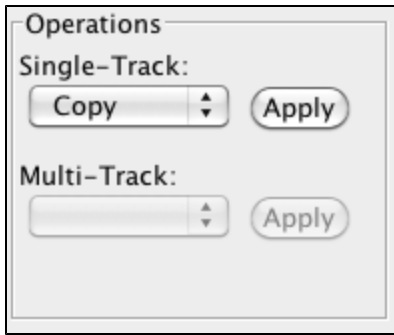 Operations
Single-Track:
Copy Apply
Multi-Track:
Apply